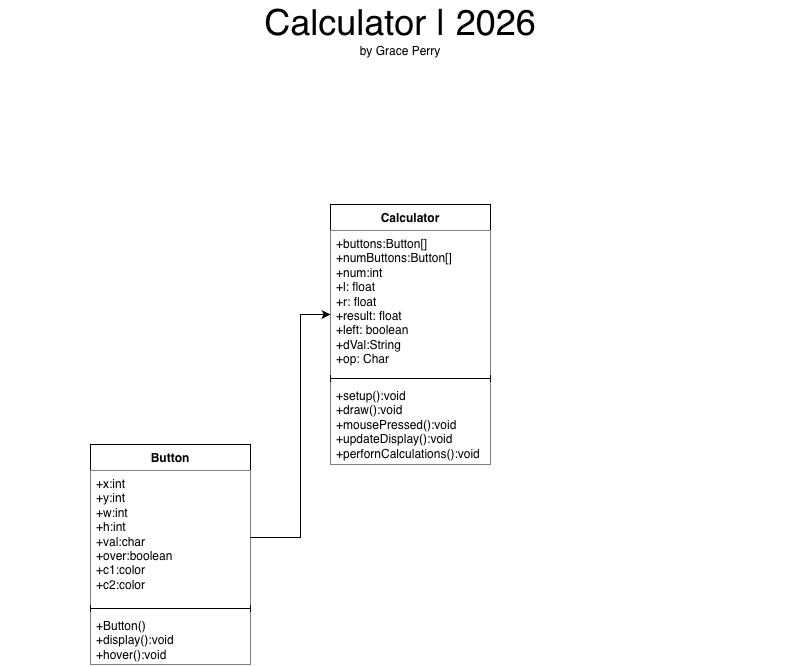 Calculator | 2026
by Grace Perry
Calculator
+buttons:Button[]
+numButtons:Button[]
+num:int
+l: float
+r: float
+result: float
+left: boolean
+dVal:String
+op: Char
+setup():void
+draw():void
+mousePressed():void
+updateDisplay():void
+perfornCalculations():void
Button
+x:int
+y:int
+w:int
+h:int
+val:char
+over:boolean
+c1:color
+c2:color
+Button()
+display():void
+hover():void